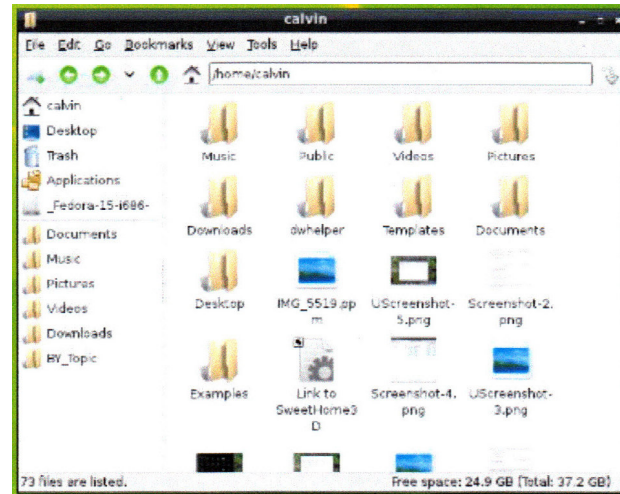 calvin
File Edit Go Bookmarks View Tools Help
/home/calvin
calvin
Desktop
Trash
Applications
_Fedora-15-i686-
Documents
Music
Pictures
Videos
Downloads
BY_Topic
Music Public Videos Pictures
Downloads dwhelper Templates Documents
Desktop IMG_5519.pp UScreenshot- Screenshot-2.
m 5.png png
Examples Link to Screenshot-4. UScreenshot-
SweetHome3 png 3.png
D
73 files are listed. Free space: 24.9 GB (Total: 37.2 GB)